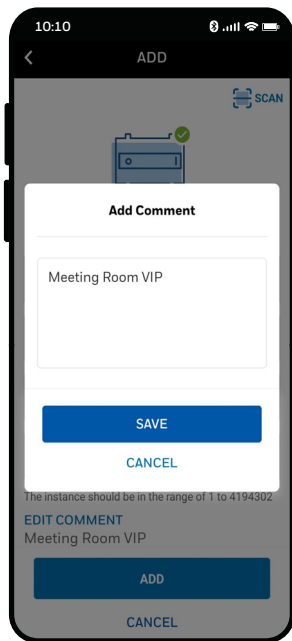 10:10
ADD
SCAN
Add Comment
Meeting Room VIP
SAVE
CANCEL
The instance should be in the range of 1 to 4194302
EDIT COMMENT
Meeting Room VIP
ADD
CANCEL